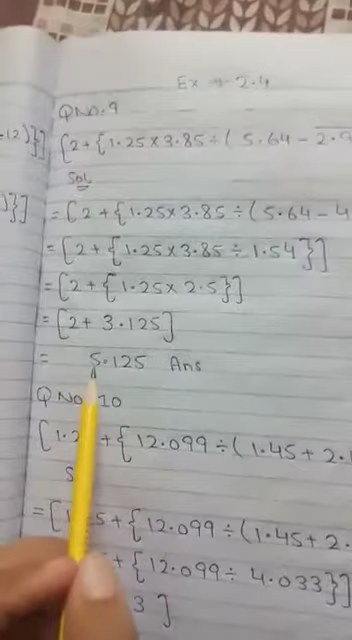 Ex → 2.4
Q NO. 9
12)}]
[2+{1.25×3.85÷(5.64-2.9
Sol
)}]
=[2+{1.25×3.85÷(5.64-4
=[2+{1.25×3.85÷1.54}]
=[2+{1.25×2.5}]
=[2+3.125]
= 5.125 Ans
Q NO. 10
+{12.099÷(1.45+2.1
+{12.099÷(1.45+2.
+{12.099÷4.033}]
3]